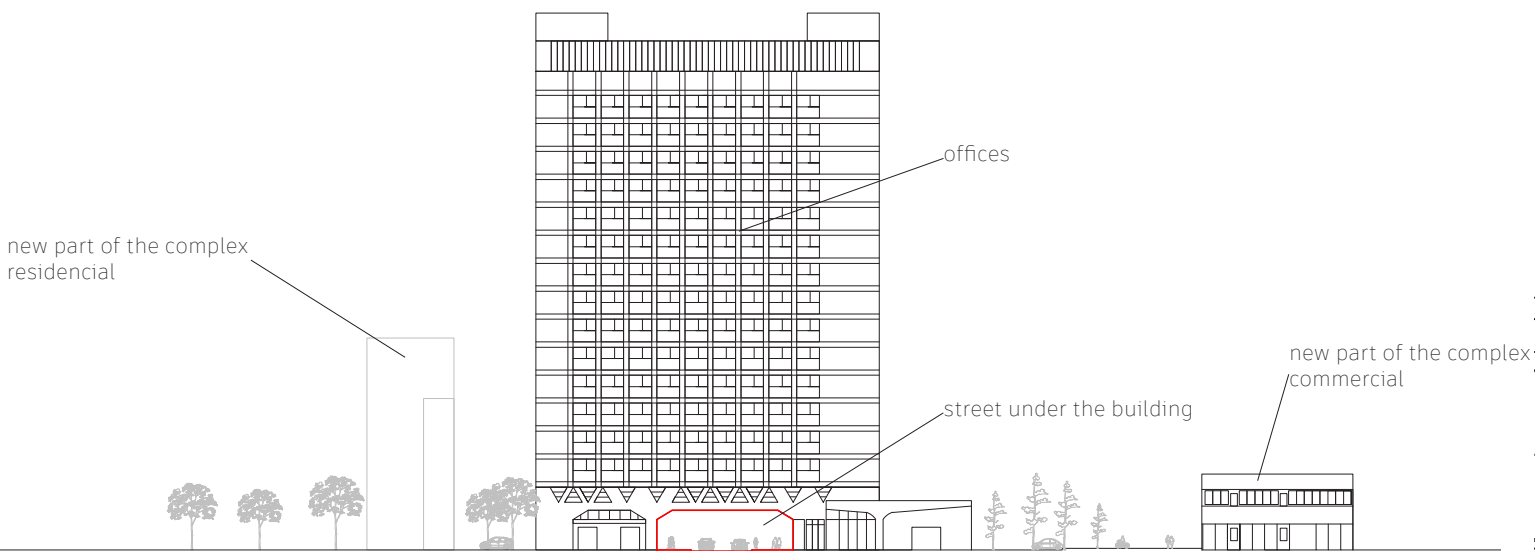 offices
new part of the complex
residencial
new part of the complex
commercial
street under the building